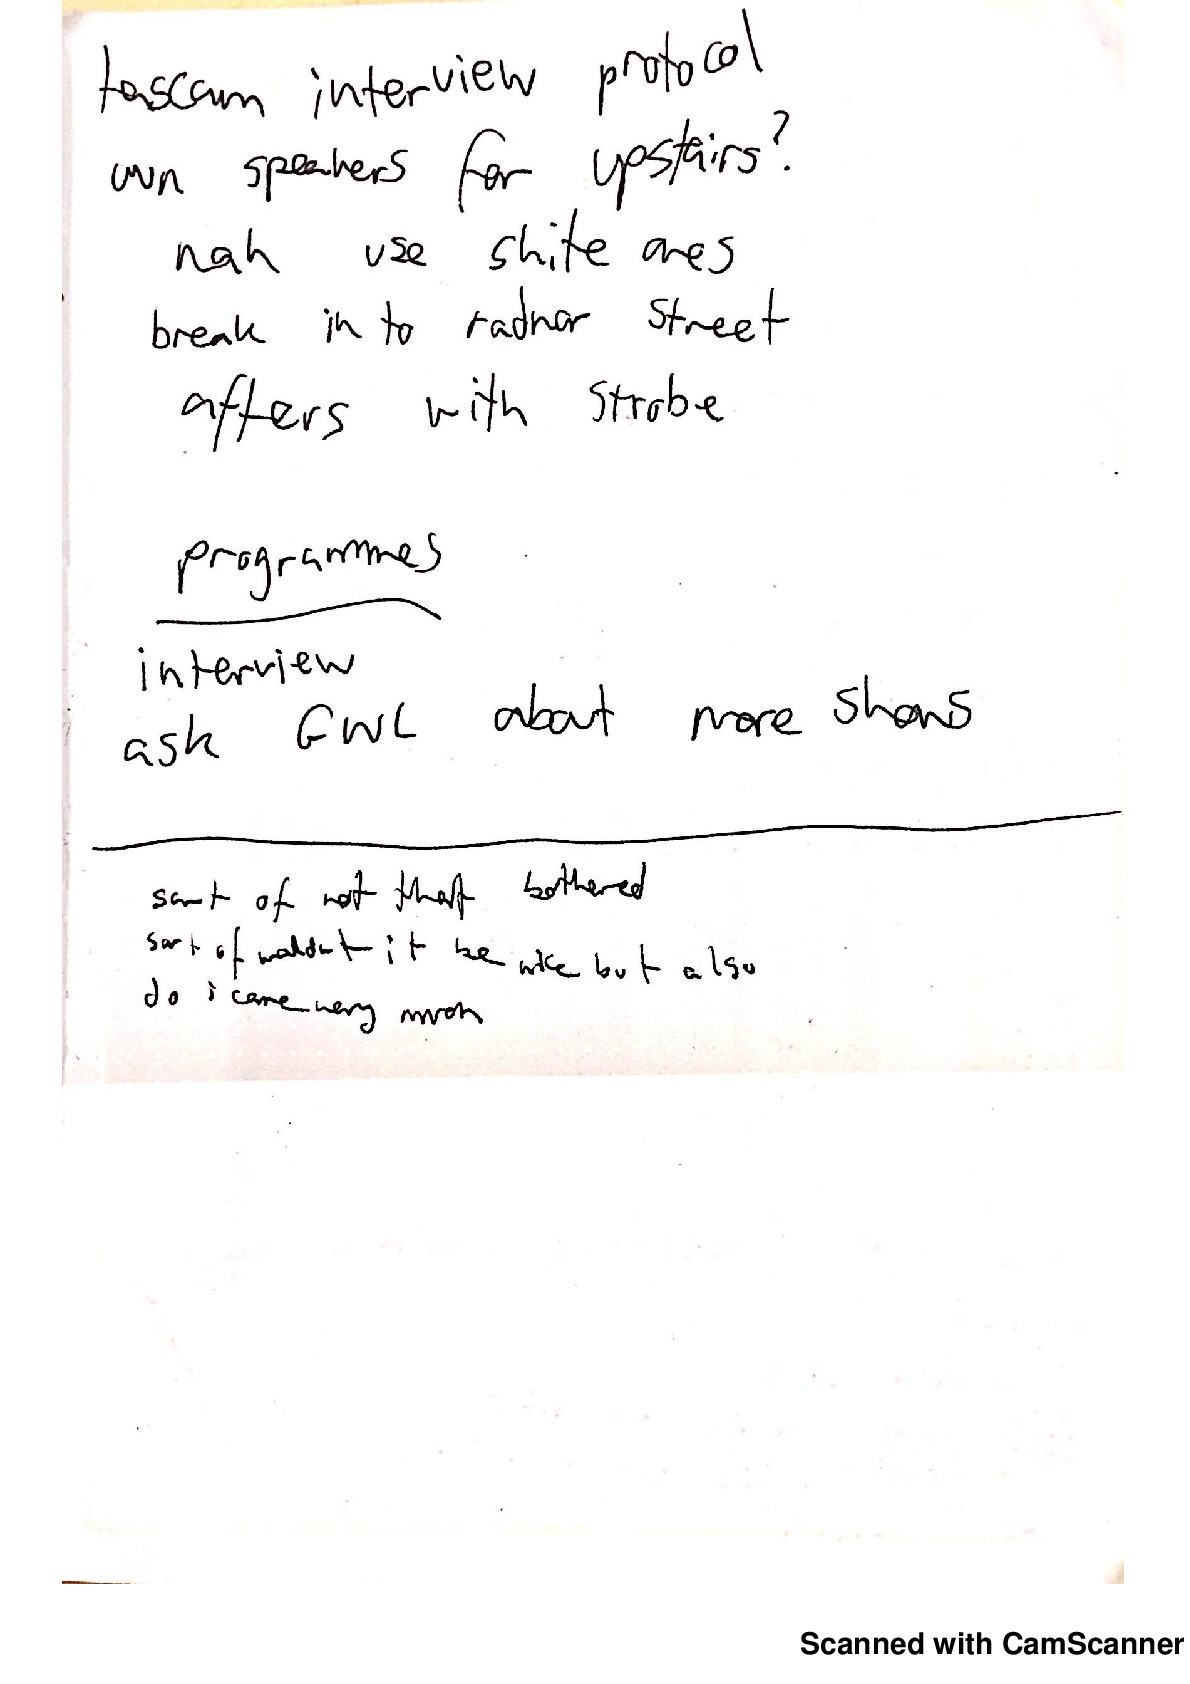 tascam interview protocol
own speakers for upstairs?
nah use shite ones
break in to radnor street
affers with strobe
programmes
interview
ask GWL about more shows
sort of not that bothered
sort of wouldnt it be nice but also
do i care very much
Scanned with CamScanner